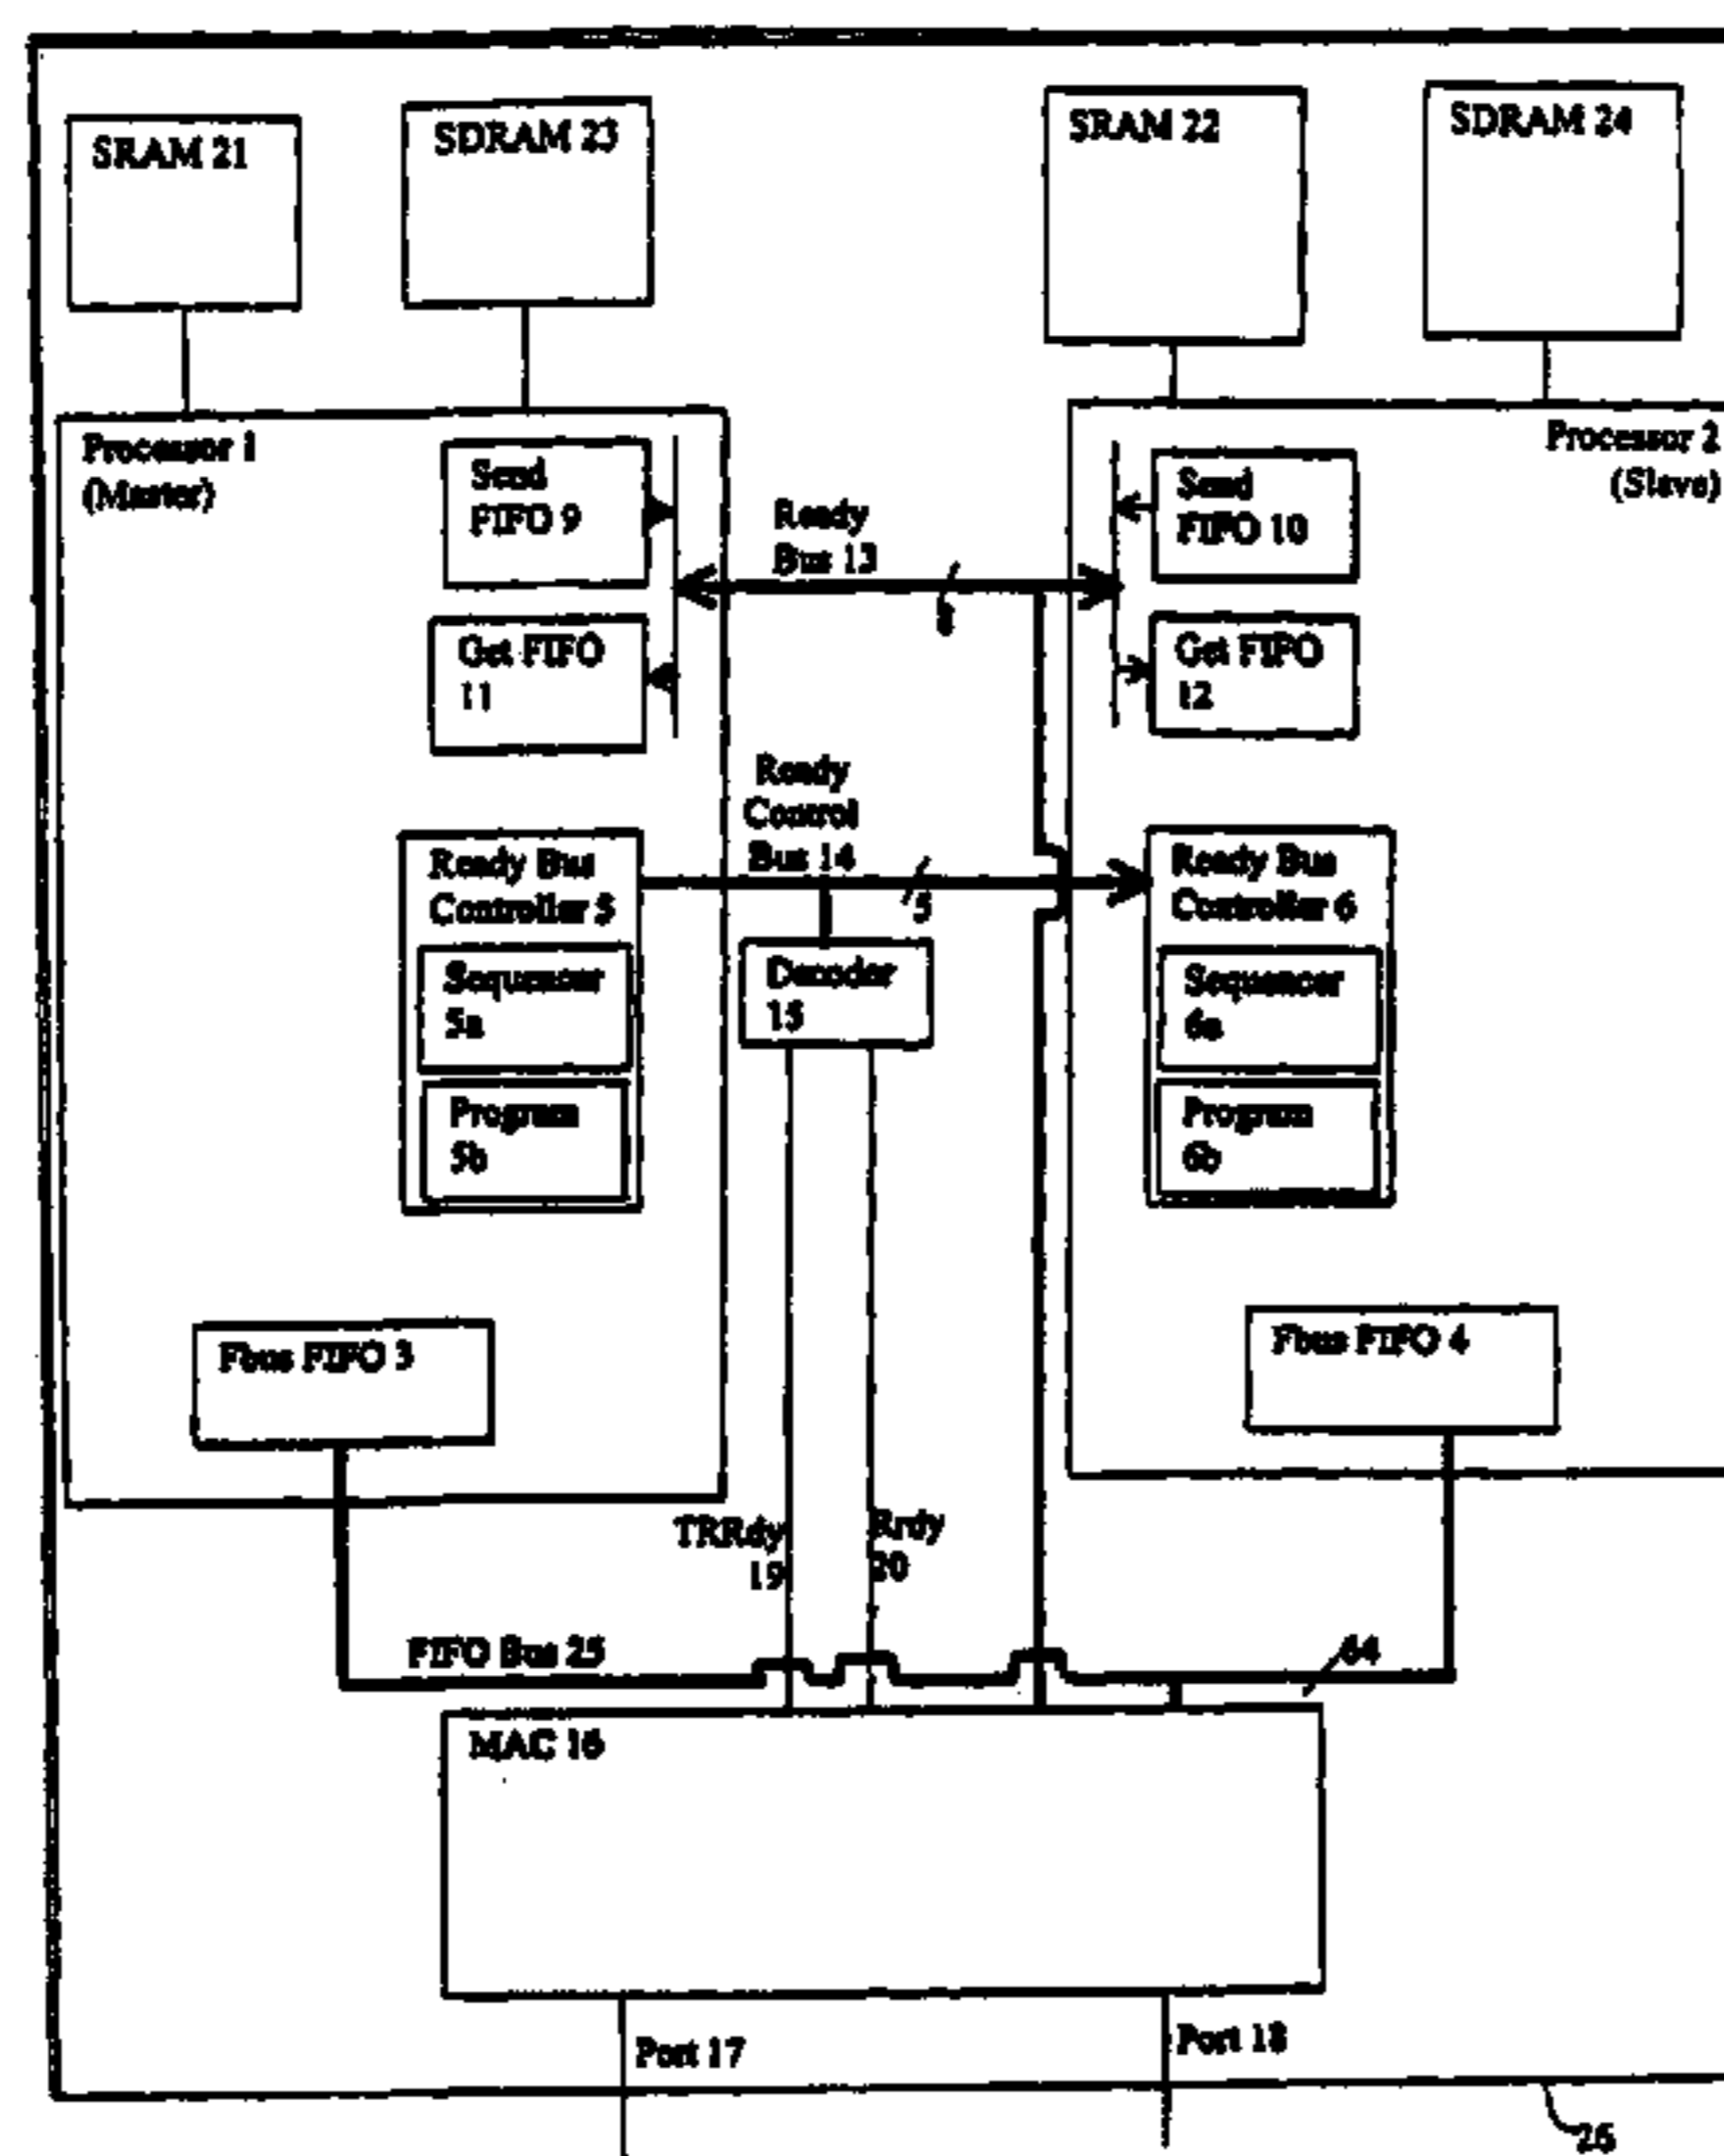 SRAM 21
SDRAM 23
SRAM 22
SDRAM 24
Processor 1
(Master)
Send
FIFO 9
Ready
Bus 13
8
Send
FIFO 10
Processor 2
(Slave)
Get FIFO
11
Get FIFO
12
Ready
Control
Bus 14
5
Ready Bus
Controller 5
Sequencer
5a
Program
5b
Decoder
15
Ready Bus
Controller 6
Sequencer
6a
Program
6b
Fbus FIFO 3
Fbus FIFO 4
TRRdy
19
Rrdy
20
FIFO Bus 25
64
MAC 16
Port 17
Port 18
26